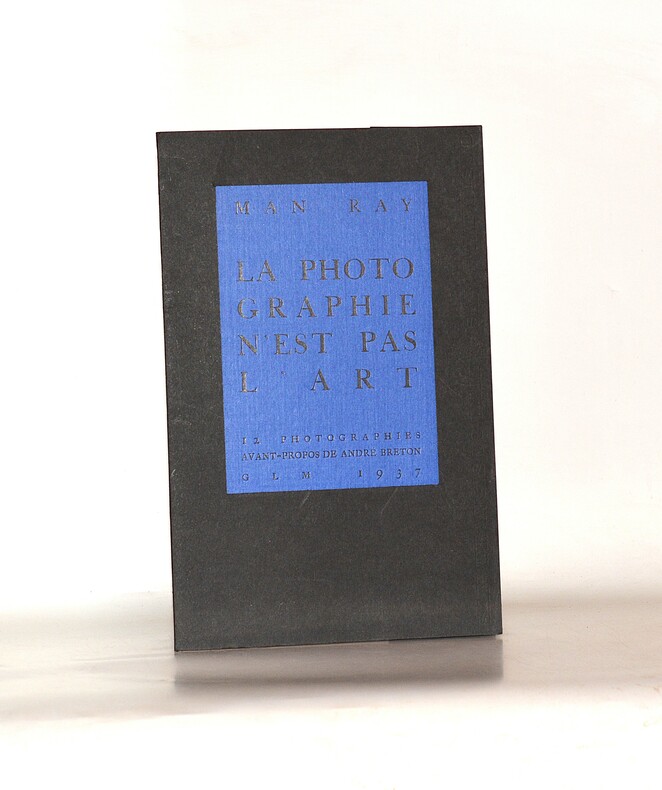 MAN RAY
LA PHOTO
GRAPHIE
N'EST PAS
L'ART
12 PHOTOGRAPHIES
AVANT-PROPOS DE ANDRE BRETON
GLM 1937